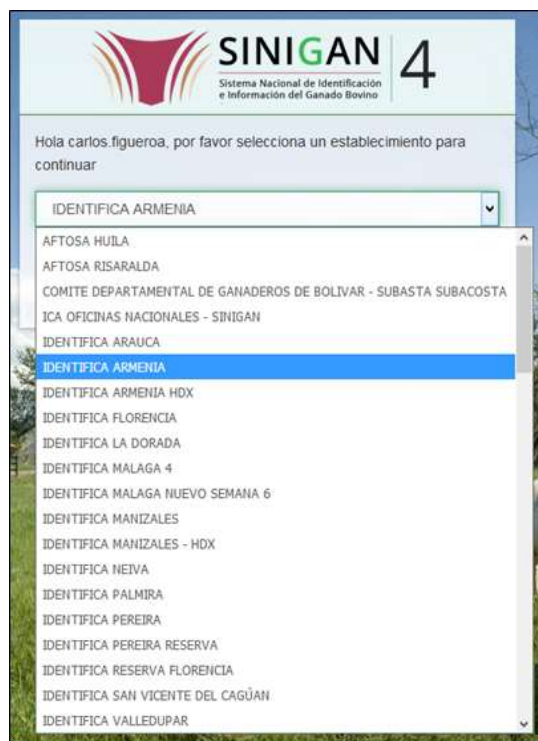 SINIGAN
4
Sistema Nacional de Identificación
e Información del Ganado Bovino
Hola carlos.figueroa, por favor selecciona un establecimiento para
continuar
IDENTIFICA ARMENIA
AFTOSA HUILA
AFTOSA RISARALDA
COMITE DEPARTAMENTAL DE GANADEROS DE BOLIVAR - SUBASTA SUBACOSTA
ICA OFICINAS NACIONALES - SINIGAN
IDENTIFICA ARAUCA
IDENTIFICA ARMENIA
IDENTIFICA ARMENIA HDX
IDENTIFICA FLORENCIA
IDENTIFICA LA DORADA
IDENTIFICA MALAGA 4
IDENTIFICA MALAGA NUEVO SEMANA 6
IDENTIFICA MANIZALES
IDENTIFICA MANIZALES - HDX
IDENTIFICA NEIVA
IDENTIFICA PALMIRA
IDENTIFICA PEREIRA
IDENTIFICA PEREIRA RESERVA
IDENTIFICA RESERVA FLORENCIA
IDENTIFICA SAN VICENTE DEL CAGÚAN
IDENTIFICA VALLEDUPAR